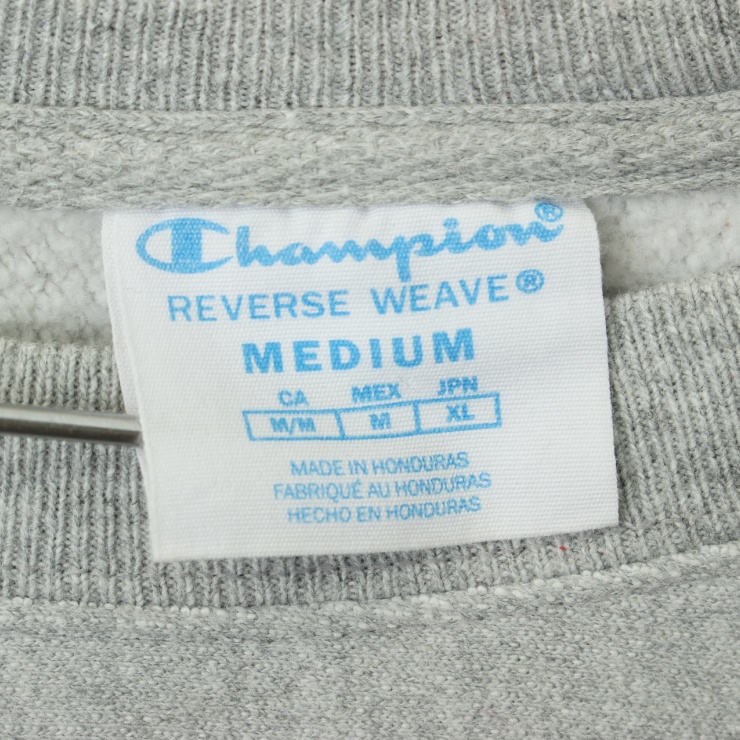 Champion®
REVERSE WEAVE®
MEDIUM
CA MEX JPN
M/M M XL
MADE IN HONDURAS
FABRIQUÉ AU HONDURAS
HECHO EN HONDURAS